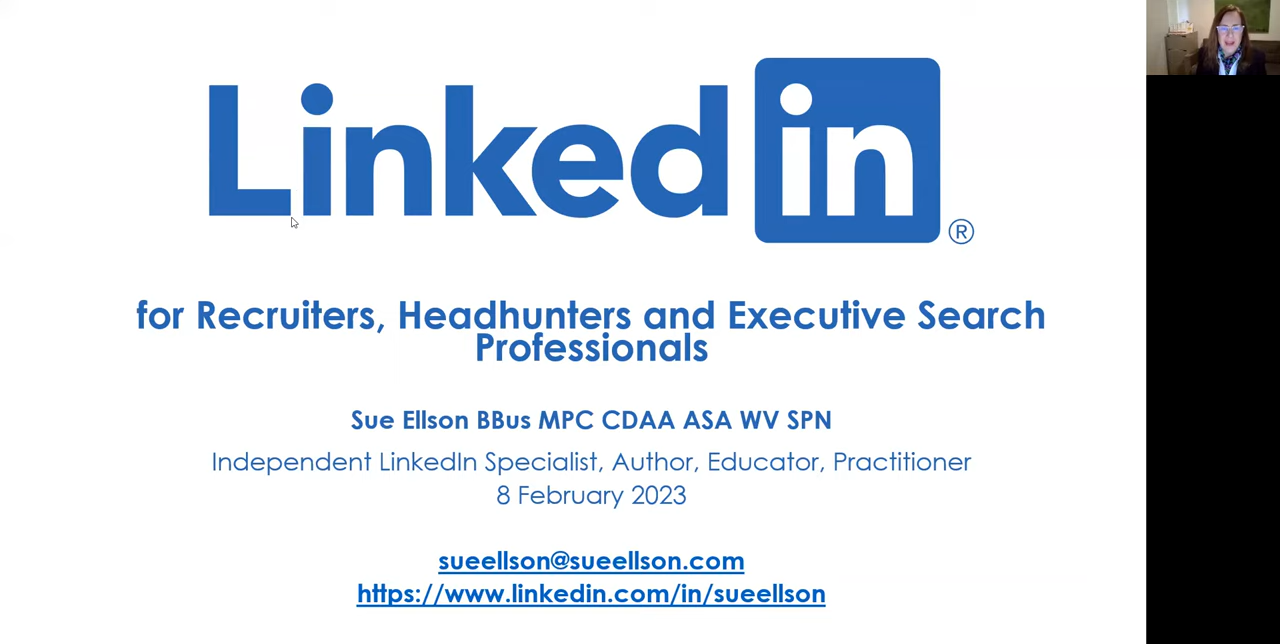 Linkedin®
for Recruiters, Headhunters and Executive Search
Professionals
Sue Ellson BBus MPC CDAA ASA WV SPN
Independent LinkedIn Specialist, Author, Educator, Practitioner
8 February 2023
sueellson@sueellson.com
https://www.linkedin.com/in/sueellson